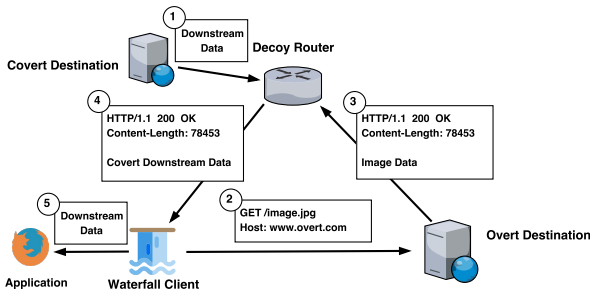 1
Downstream
Data
Decoy Router
Covert Destination
4
HTTP/1.1 200 OK
Content-Length: 78453
Covert Downstream Data
3
HTTP/1.1 200 OK
Content-Length: 78453
Image Data
5
Downstream
Data
2
GET /image.jpg
Host: www.overt.com
Overt Destination
Application
Waterfall Client